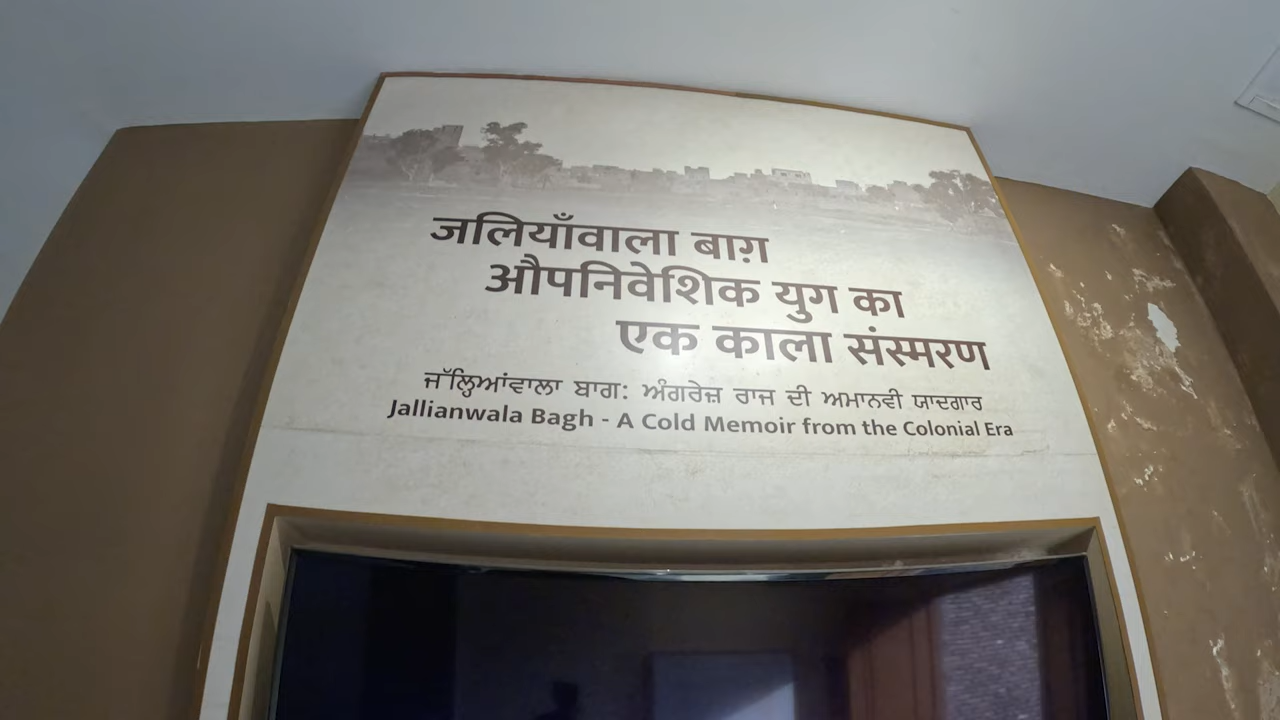 जलियाँवाला बाग़
औपनिवेशिक युग का
एक काला संस्मरण
ਜੱਲ੍ਹਿਆਂਵਾਲਾ ਬਾਗ: ਅੰਗਰੇਜ਼ ਰਾਜ ਦੀ ਅਮਾਨਵੀ ਯਾਦਗਾਰ
Jallianwala Bagh - A Cold Memoir from the Colonial Era